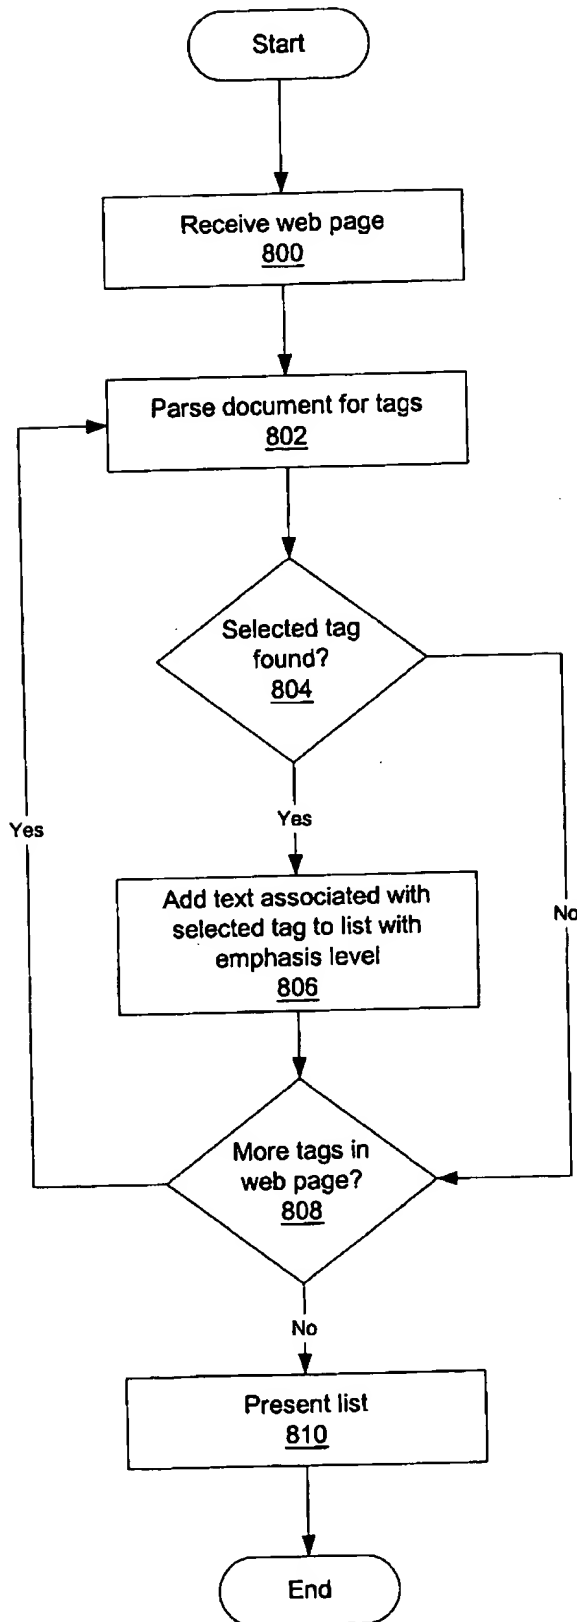 Start
Receive web page
800
Parse document for tags
802
Selected tag
found?
804
Yes
Yes
Add text associated with
selected tag to list with
emphasis level
806
No
More tags in
web page?
808
No
Present list
810
End